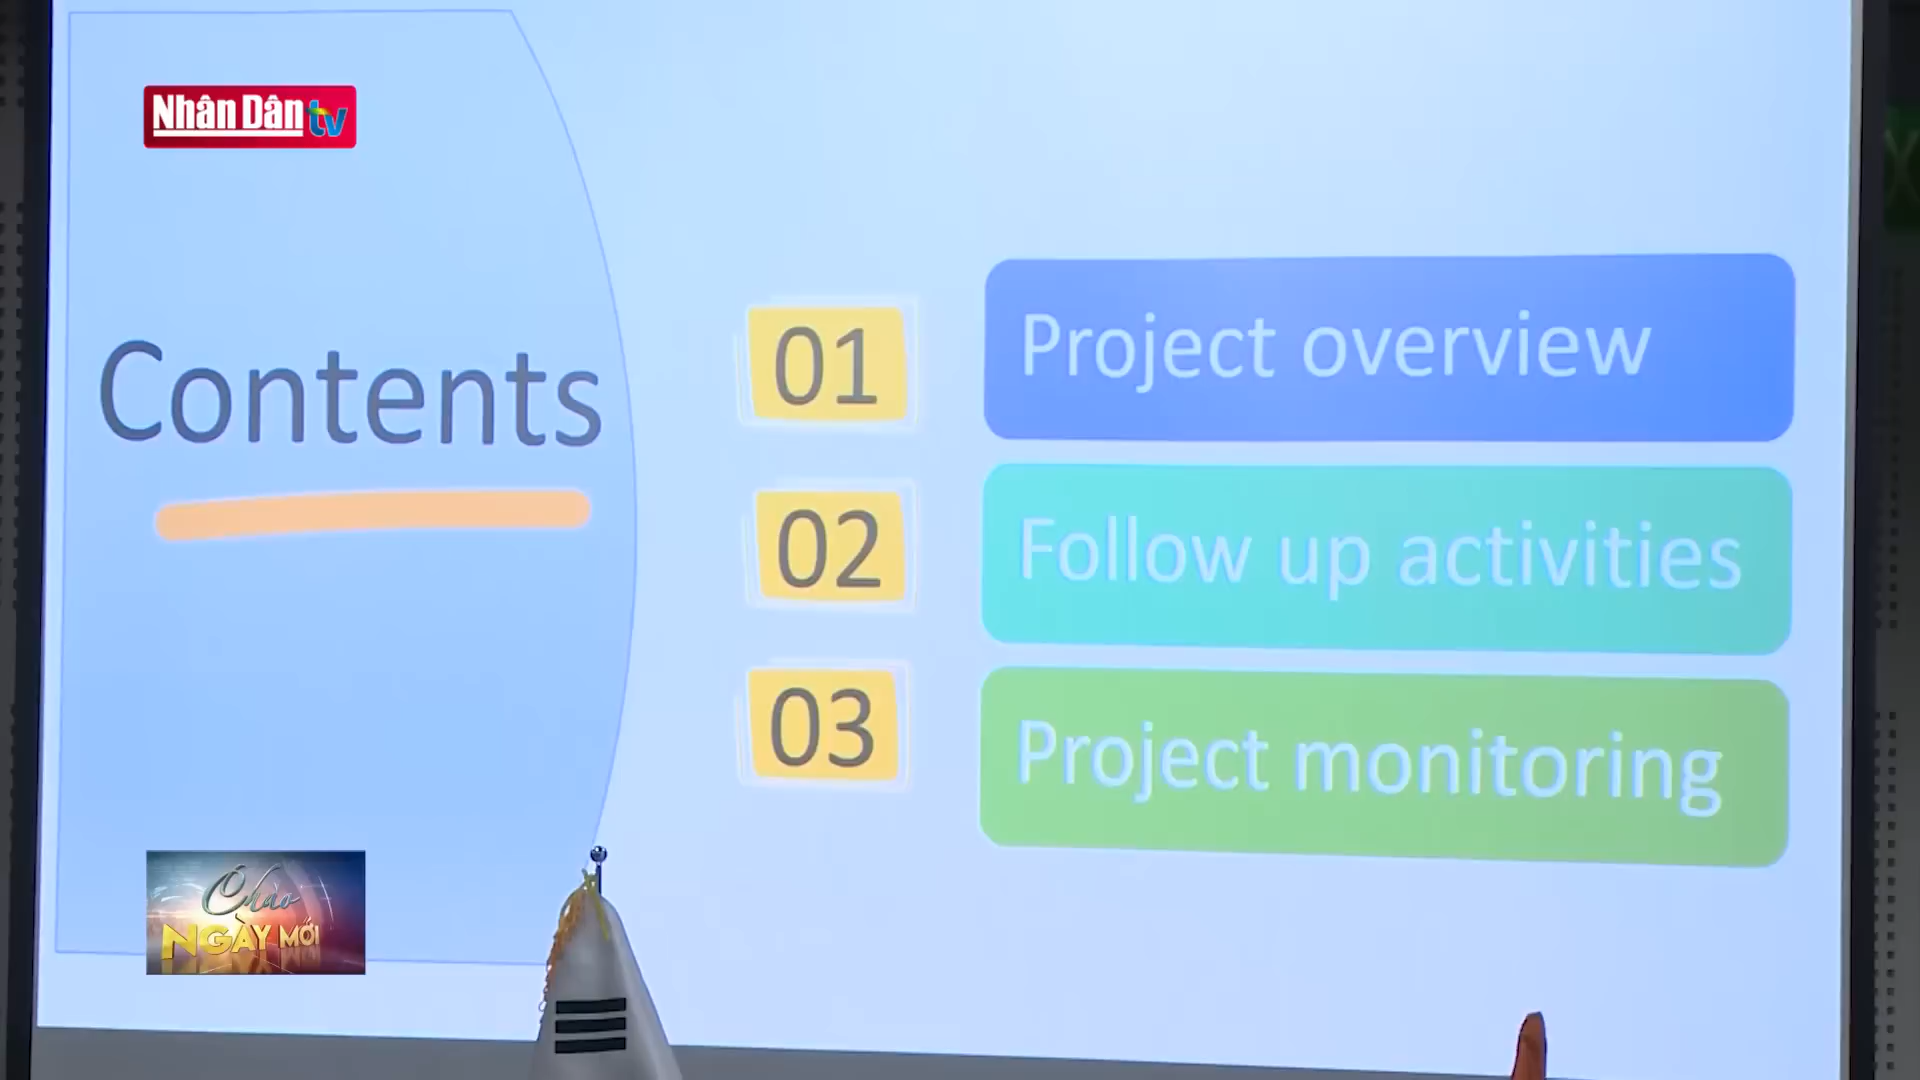 Nhân Dân tv
Contents
01
Project overview
02
Follow up activities
03
Project monitoring
Chào
NGÀY MỚI